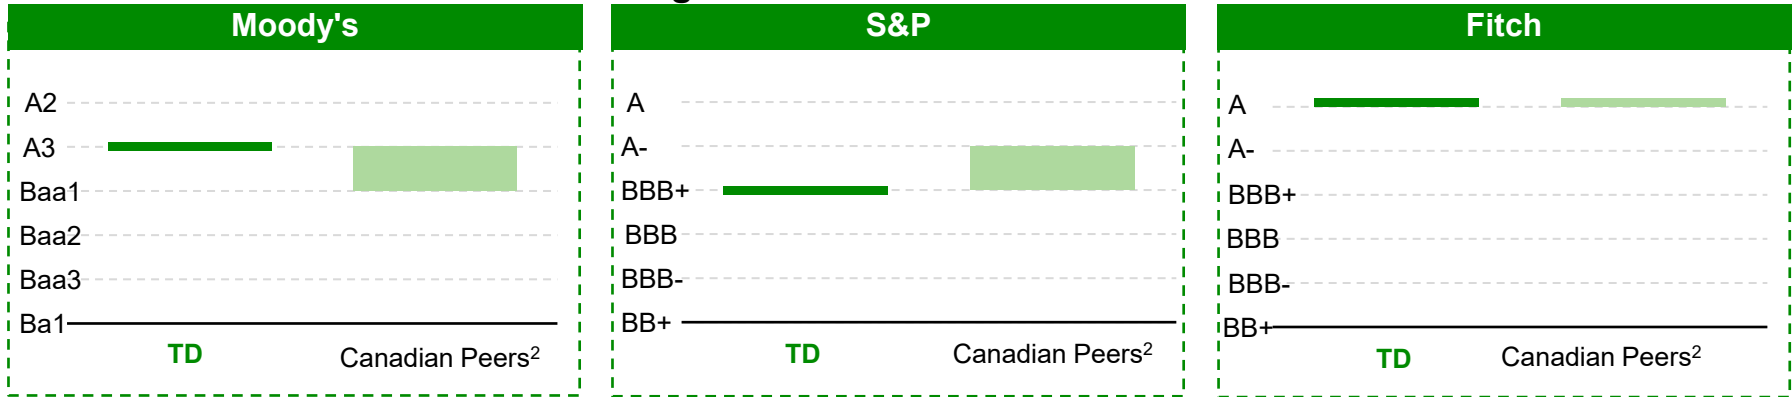 Moody's
A2
A3
Baa1
Baa2
Baa3
Ba1
TD
Canadian Peers²
S&P
A
A-
BBB+
BBB
BBB-
BB+
TD
Canadian Peers²
Fitch
A
A-
BBB+
BBB
BBB-
BB+
TD
Canadian Peers²